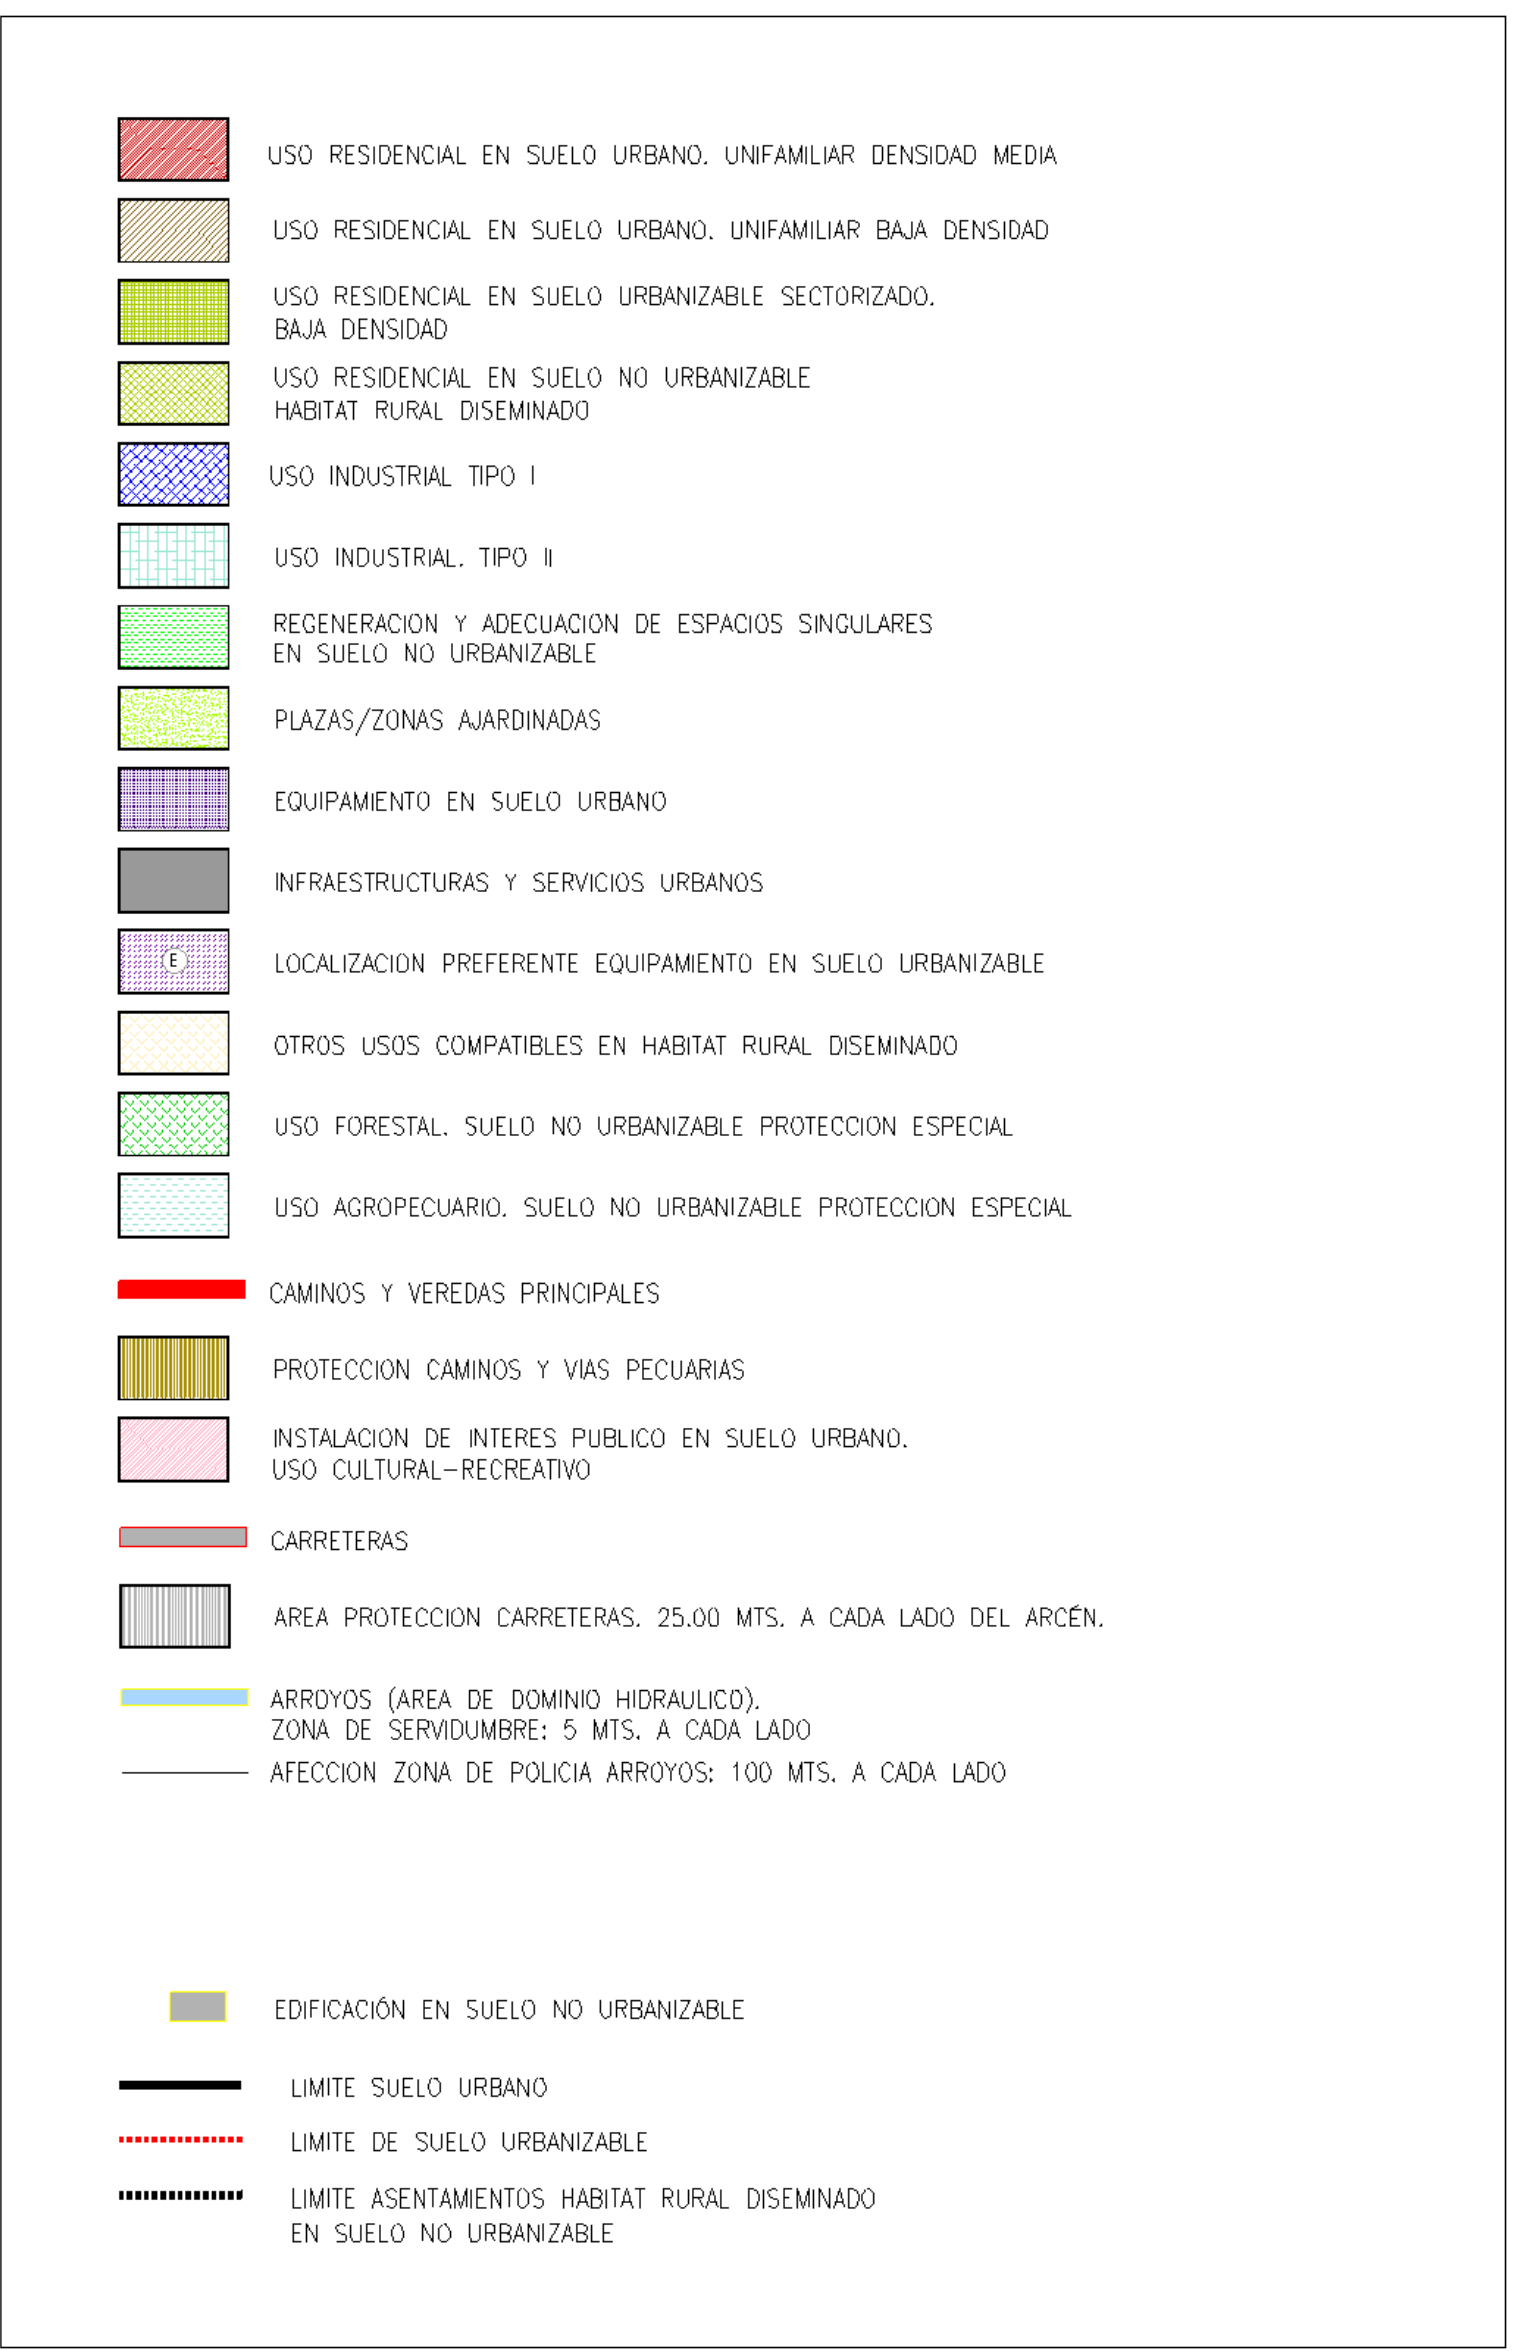 USO RESIDENCIAL EN SUELO URBANO. UNIFAMILIAR DENSIDAD MEDIA
USO RESIDENCIAL EN SUELO URBANO. UNIFAMILIAR BAJA DENSIDAD
USO RESIDENCIAL EN SUELO URBANIZABLE SECTORIZADO.
BAJA DENSIDAD
USO RESIDENCIAL EN SUELO NO URBANIZABLE
HABITAT RURAL DISEMINADO
USO INDUSTRIAL TIPO I
USO INDUSTRIAL. TIPO II
REGENERACION Y ADECUACION DE ESPACIOS SINGULARES
EN SUELO NO URBANIZABLE
PLAZAS/ZONAS AJARDINADAS
EQUIPAMIENTO EN SUELO URBANO
INFRAESTRUCTURAS Y SERVICIOS URBANOS
E LOCALIZACION PREFERENTE EQUIPAMIENTO EN SUELO URBANIZABLE
OTROS USOS COMPATIBLES EN HABITAT RURAL DISEMINADO
USO FORESTAL. SUELO NO URBANIZABLE PROTECCION ESPECIAL
USO AGROPECUARIO. SUELO NO URBANIZABLE PROTECCION ESPECIAL
CAMINOS Y VEREDAS PRINCIPALES
PROTECCION CAMINOS Y VIAS PECUARIAS
INSTALACION DE INTERES PUBLICO EN SUELO URBANO.
USO CULTURAL-RECREATIVO
CARRETERAS
AREA PROTECCION CARRETERAS. 25.00 MTS. A CADA LADO DEL ARCÉN.
ARROYOS (AREA DE DOMINIO HIDRAULICO).
ZONA DE SERVIDUMBRE: 5 MTS. A CADA LADO
AFECCION ZONA DE POLICIA ARROYOS: 100 MTS. A CADA LADO
EDIFICACIÓN EN SUELO NO URBANIZABLE
LIMITE SUELO URBANO
LIMITE DE SUELO URBANIZABLE
LIMITE ASENTAMIENTOS HABITAT RURAL DISEMINADO
EN SUELO NO URBANIZABLE